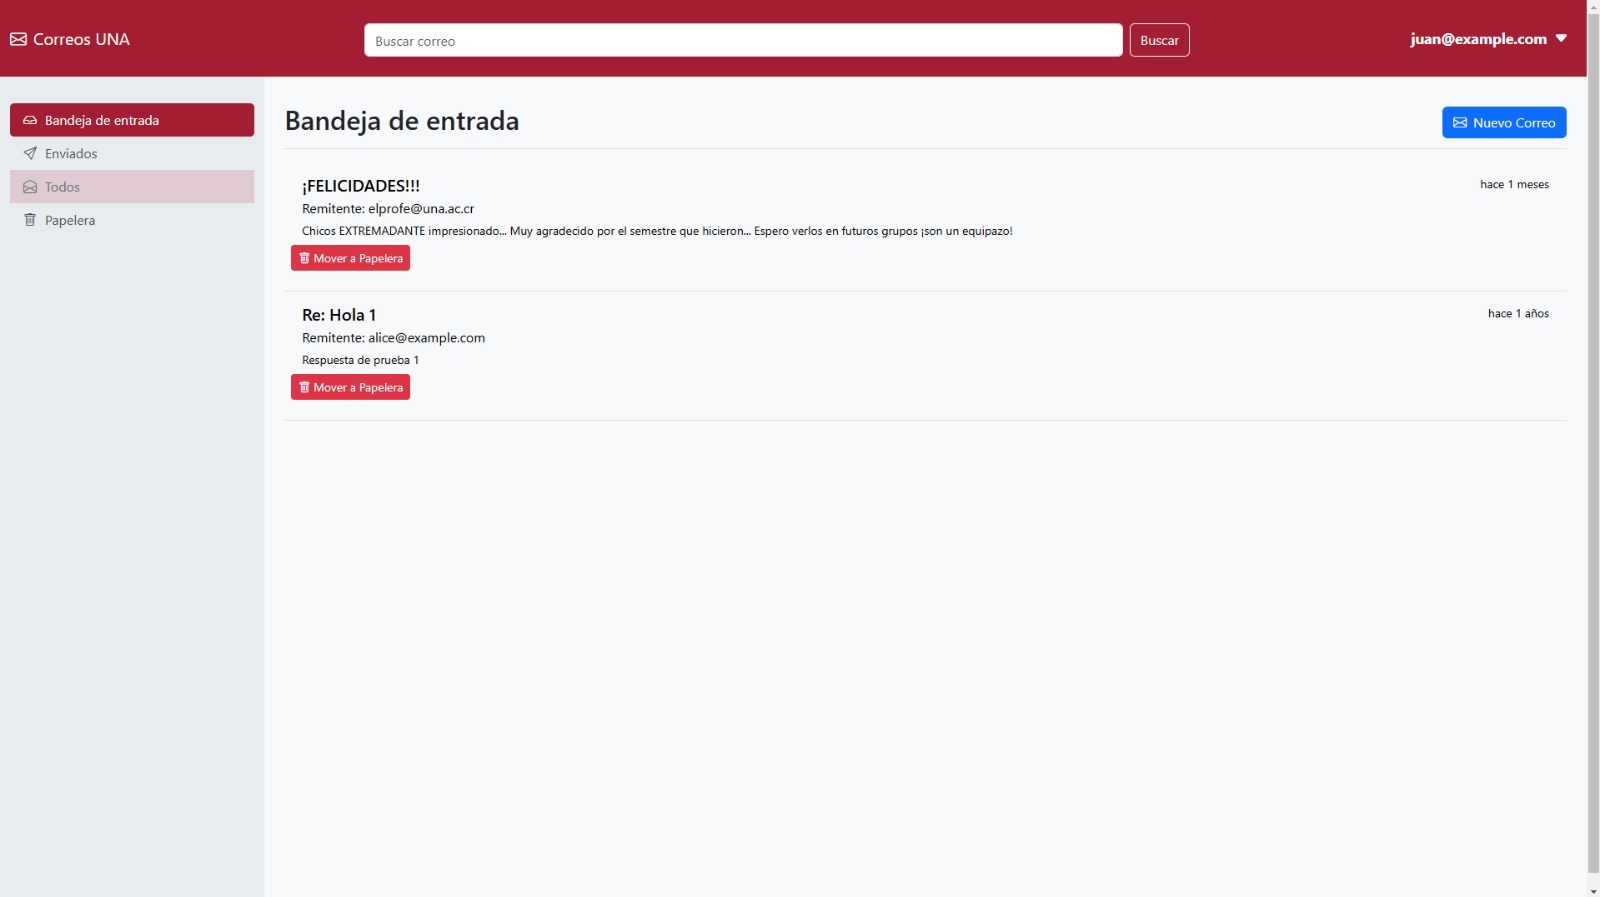 Correos UNA
Buscar correo
Buscar
juan@example.com
Bandeja de entrada
Enviados
Todos
Papelera
Bandeja de entrada
Nuevo Correo
¡FELICIDADES!!!
hace 1 meses
Remitente: elprofe@una.ac.cr
Chicos EXTREMADANTE impresionado... Muy agradecido por el semestre que hicieron... Espero verlos en futuros grupos ¡son un equipazo!
Mover a Papelera
Re: Hola 1
hace 1 años
Remitente: alice@example.com
Respuesta de prueba 1
Mover a Papelera